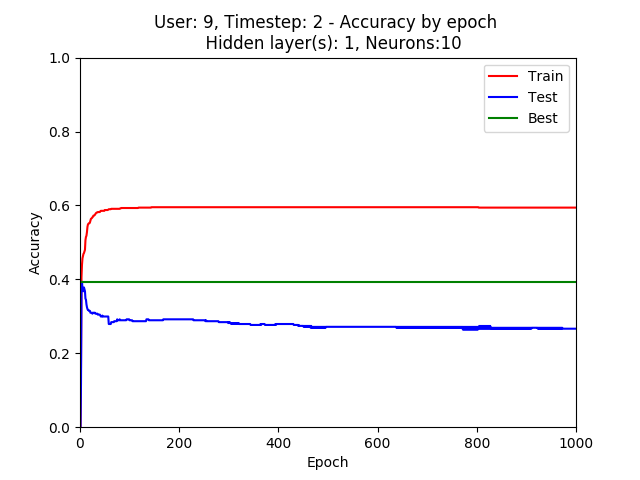 User: 9, Timestep: 2 - Accuracy by epoch
Hidden layer(s): 1, Neurons:10
1.0
0.8
0.6
0.4
0.2
0.0
Accuracy
Train
Test
Best
0 200 400 600 800 1000
Epoch